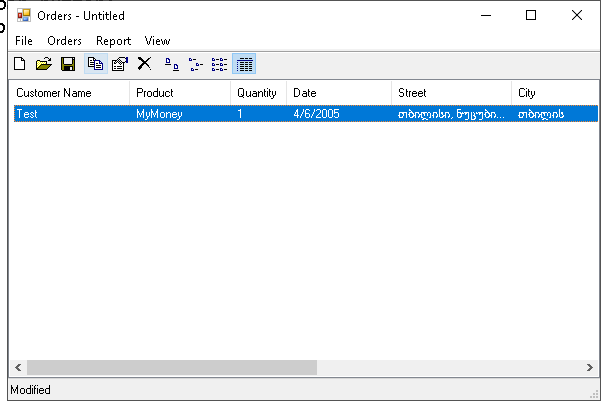 Orders - Untitled
File Orders Report View
Customer Name Product Quantity Date Street City
Test MyMoney 1 4/6/2005 თბილისი, ნუცუბი... თბილის
Modified